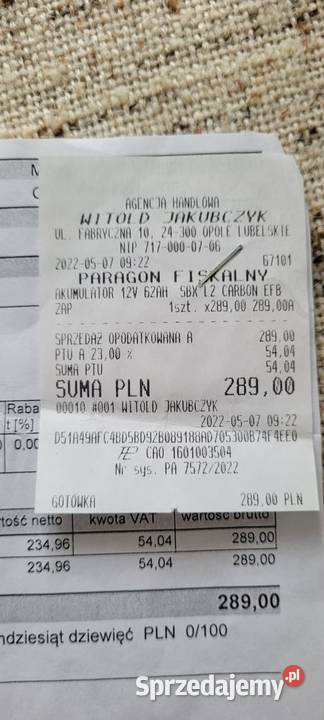 AGENCJA HANDLOWA
WITOLD JAKUBCZYK
UL. FABRYCZNA 10, 24-300 OPOLE LUBELSKIE
NIP 717-000-07-06
2022-05-07 09:22 67101
PARAGON FISKALNY
AKUMULATOR 12V 62AH SBX L2 CARBON EFB
ZAP 1szt. x289,00 289,00A
SPRZEDAŻ OPODATKOWANA A 289,00
PTU A 23,00 % 54,04
SUMA PTU 54,04
SUMA PLN 289,00
00010 #001 WITOLD JAKUBCZYK
2022-05-07 09:22
D51A49AFC4BD5BD92B089188AD705300874F4EE0
CAO 1601003504
Nr sys. PA 7572/2022
GOTÓWKA 289,00 PLN
Raba
t [%]
0,00
tość netto kwota VAT wartość brutto
234,96 54,04 289,00
234,96 54,04 289,00
289,00
ndziesiąt dziewięć PLN 0/100
Sprzedajemy.pl